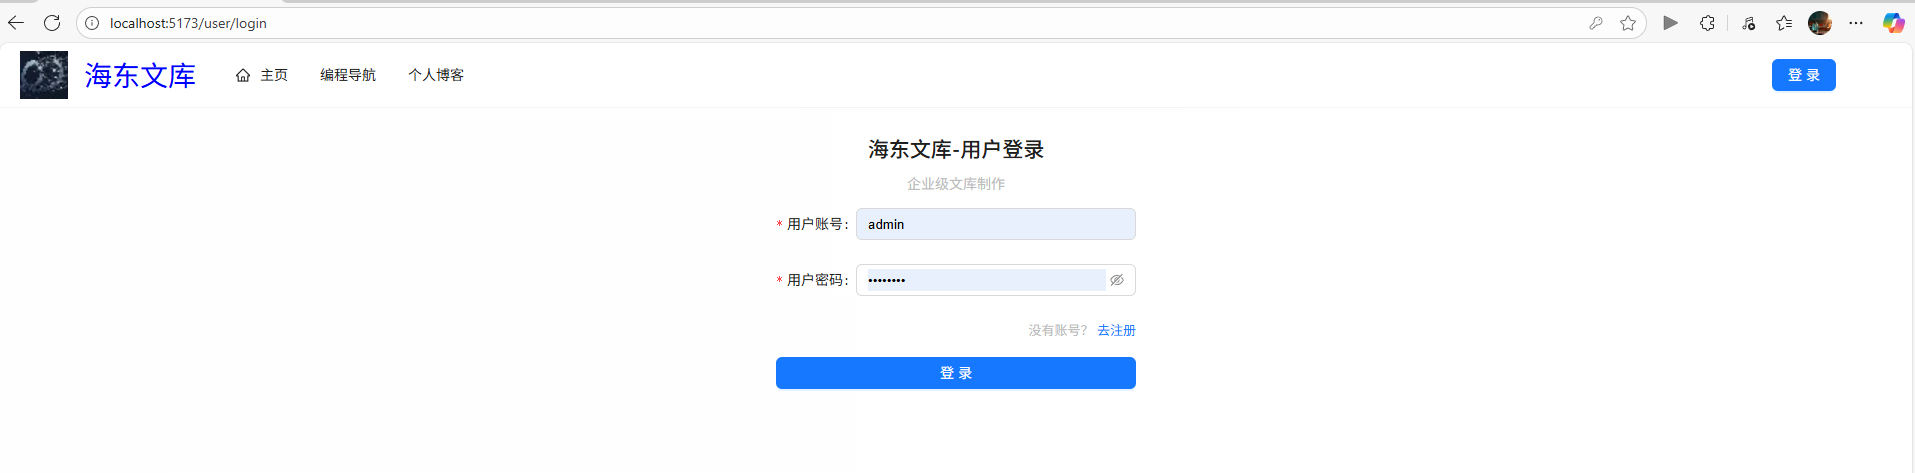 localhost:5173/user/login
海东文库 主页 编程导航 个人博客 登 录
海东文库-用户登录
企业级文库制作
* 用户账号： admin
* 用户密码： ••••••••
没有账号？ 去注册
登 录